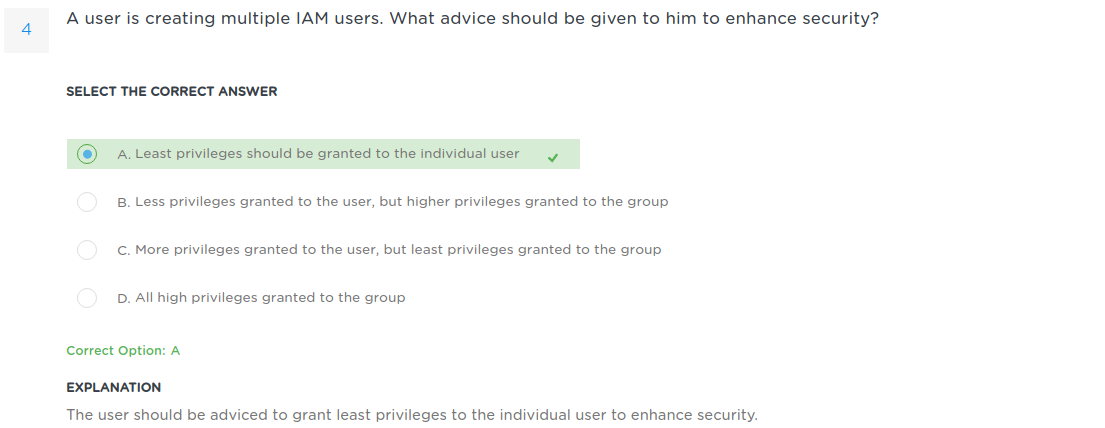 4
A user is creating multiple IAM users. What advice should be given to him to enhance security?
SELECT THE CORRECT ANSWER
A. Least privileges should be granted to the individual user
B. Less privileges granted to the user, but higher privileges granted to the group
C. More privileges granted to the user, but least privileges granted to the group
D. All high privileges granted to the group
Correct Option: A
EXPLANATION
The user should be adviced to grant least privileges to the individual user to enhance security.